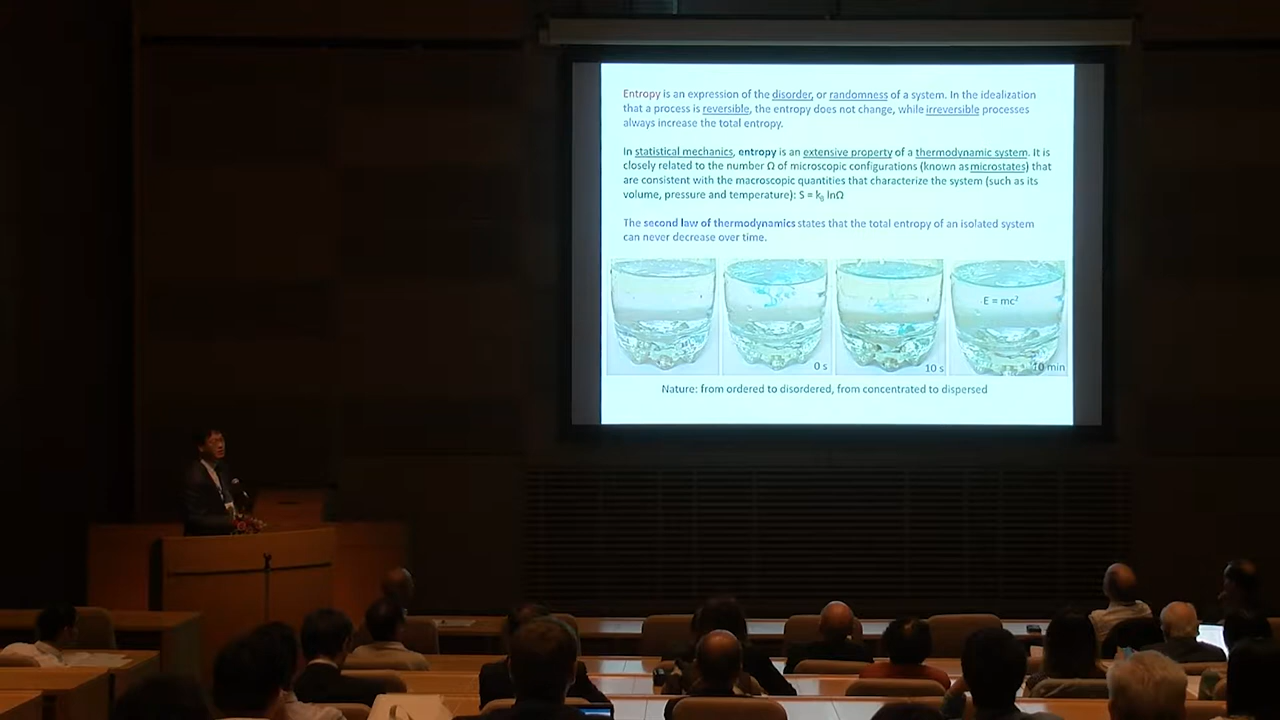 Entropy is an expression of the disorder, or randomness of a system. In the idealization
that a process is reversible, the entropy does not change, while irreversible processes
always increase the total entropy.
In statistical mechanics, entropy is an extensive property of a thermodynamic system. It is
closely related to the number Ω of microscopic configurations (known as microstates) that
are consistent with the macroscopic quantities that characterize the system (such as its
volume, pressure and temperature): S = kB lnΩ
The second law of thermodynamics states that the total entropy of an isolated system
can never decrease over time.
E = mc²
0 s
10 s
10 min
Nature: from ordered to disordered, from concentrated to dispersed